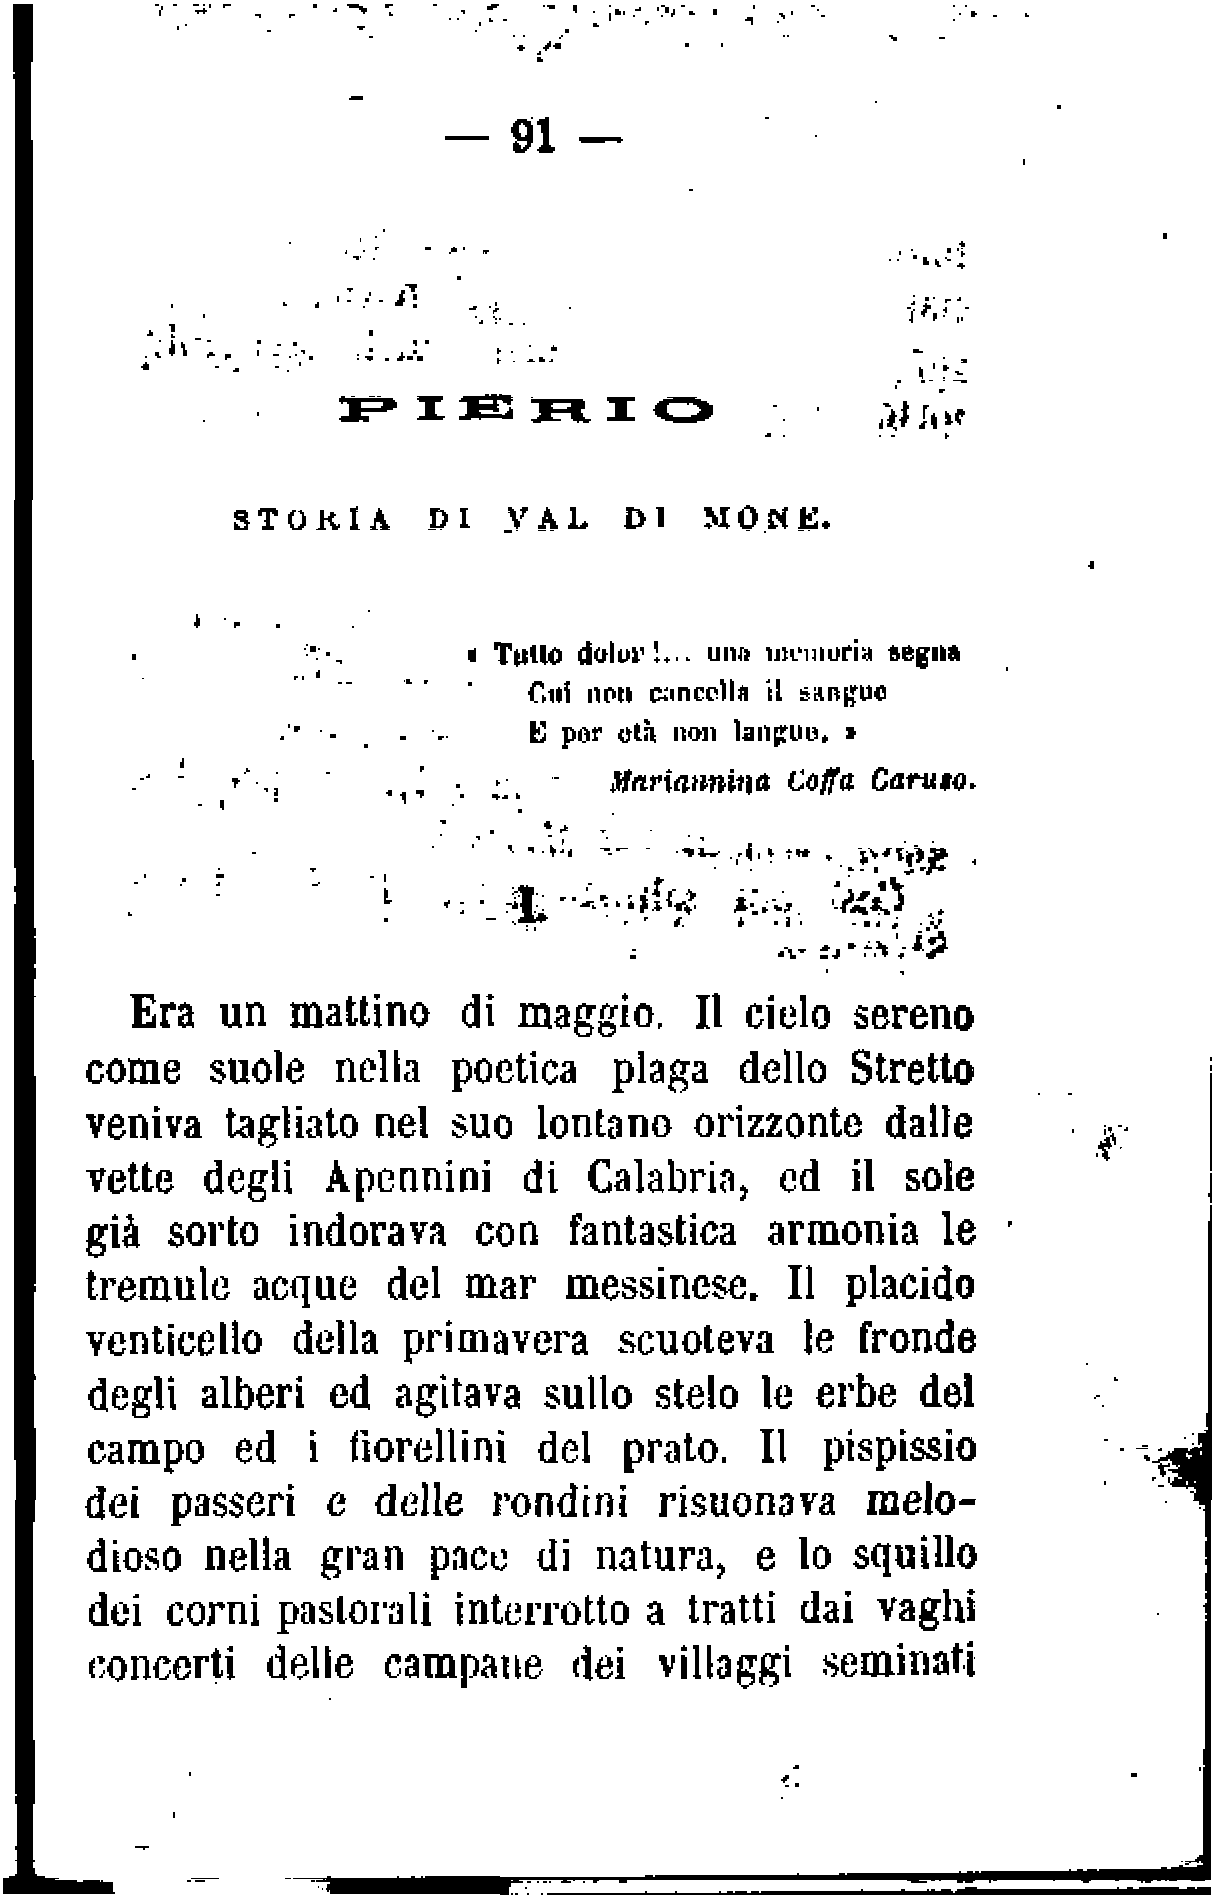 — 91 —
PIERIO
STORIA DI VAL DI MONE.
« Tutto dolor!... una memoria segna
Cui non cancella il sangue
E per età non langue. »
Mariannina Coffa Caruso.
I.
Era un mattino di maggio. Il cielo sereno
come suole nella poetica plaga dello Stretto
veniva tagliato nel suo lontano orizzonte dalle
vette degli Apennini di Calabria, ed il sole
già sorto indorava con fantastica armonia le
tremule acque del mar messinese. Il placido
venticello della primavera scuoteva le fronde
degli alberi ed agitava sullo stelo le erbe del
campo ed i fiorellini del prato. Il pispissio
dei passeri e delle rondini risuonava melo-
dioso nella gran pace di natura, e lo squillo
dei corni pastorali interrotto a tratti dai vaghi
concerti delle campane dei villaggi seminati